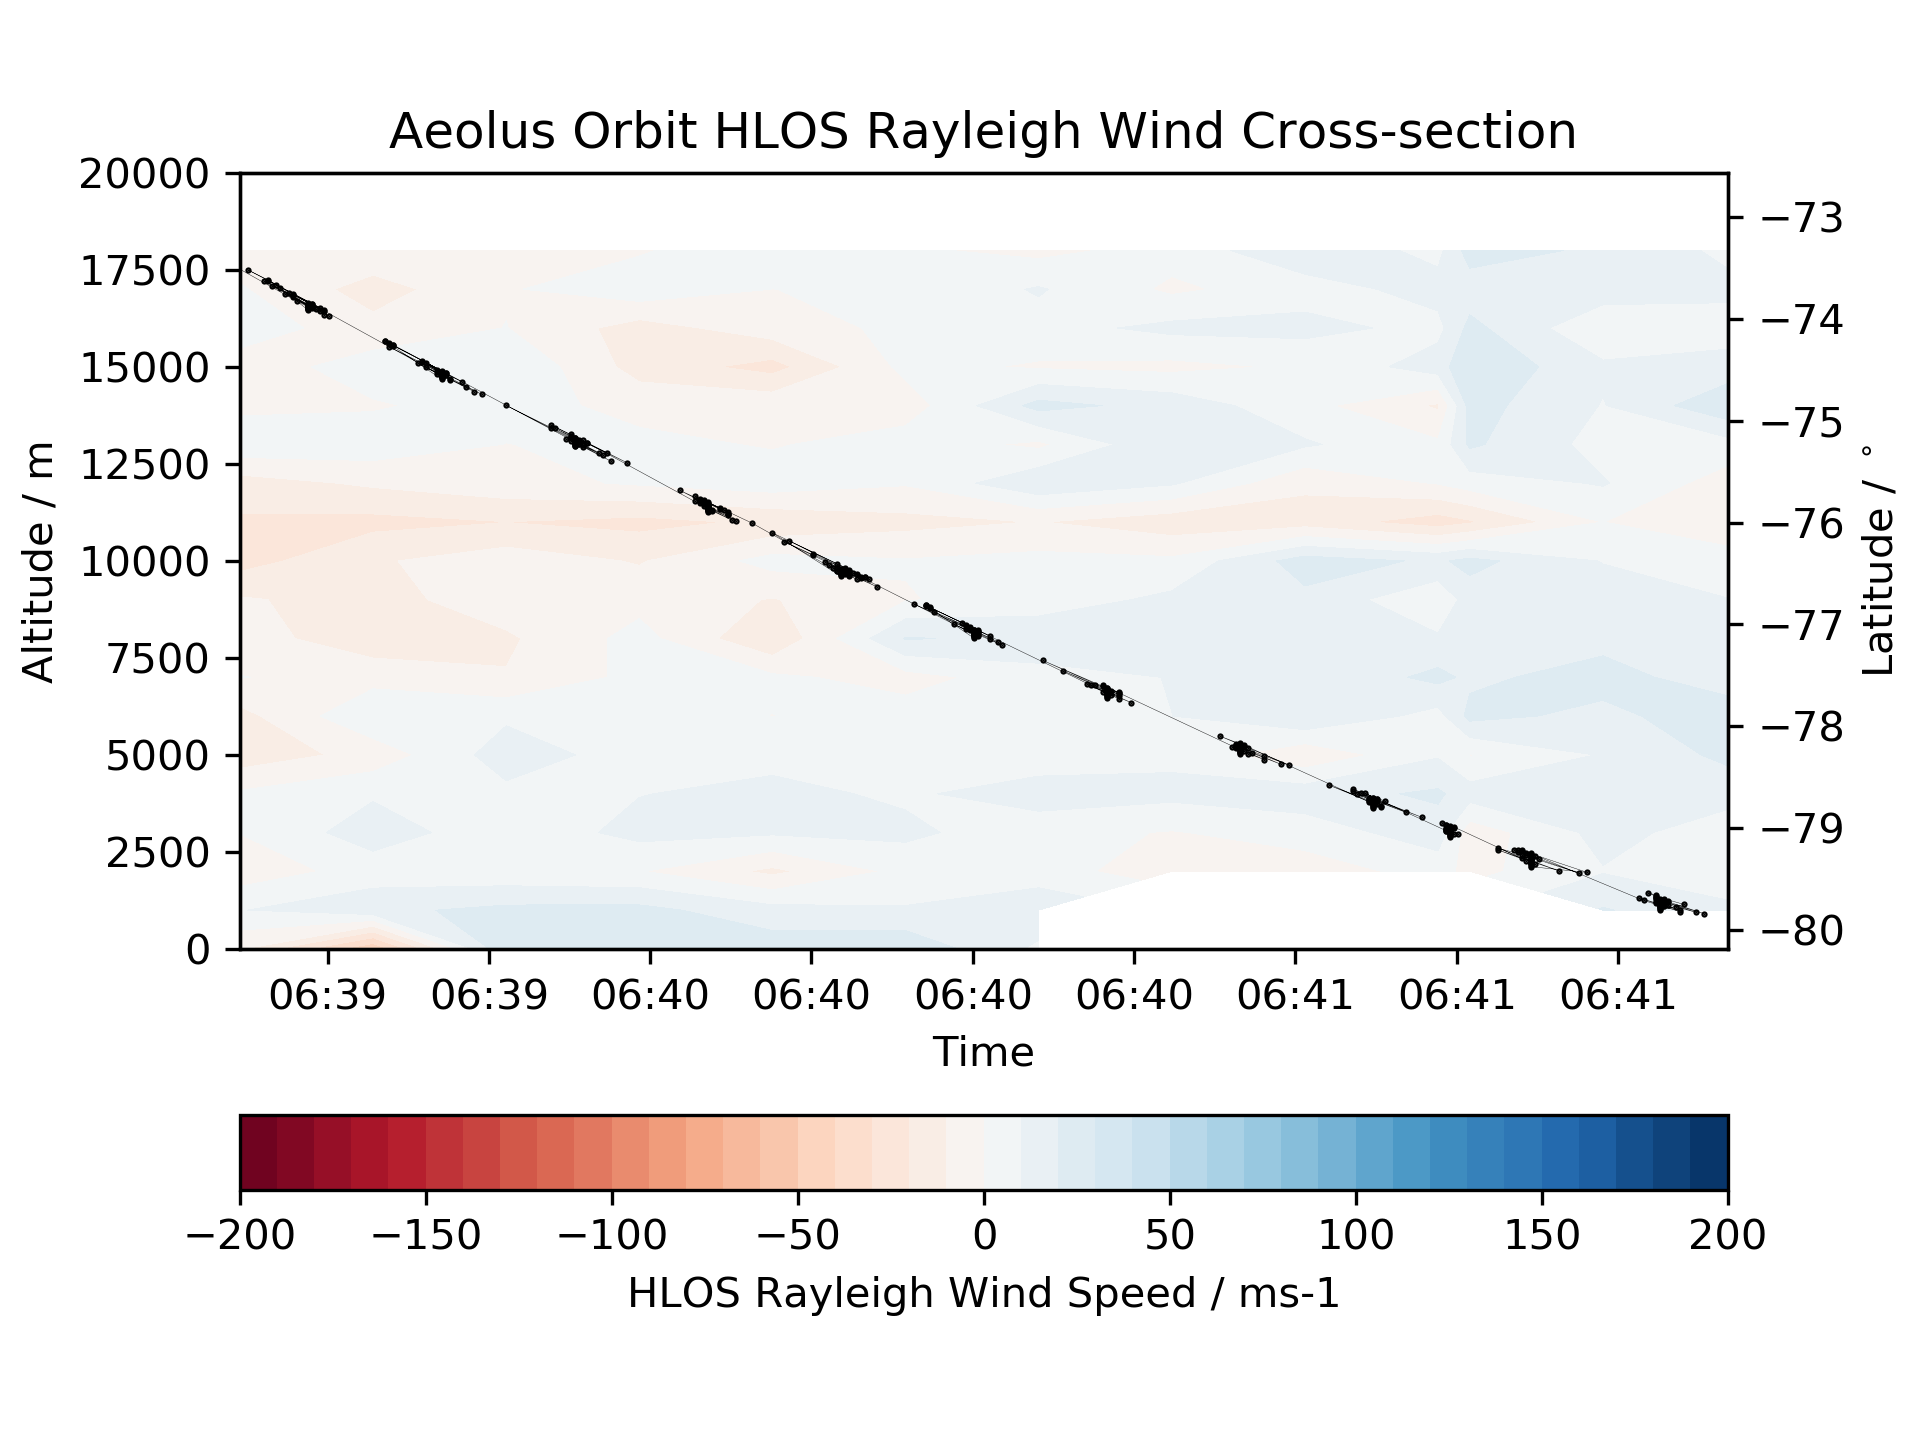 Aeolus Orbit HLOS Rayleigh Wind Cross-section
20000
17500
15000
12500
10000
7500
5000
2500
0
Altitude / m
−73
−74
−75
−76
−77
−78
−79
−80
Latitude / °
06:39 06:39 06:40 06:40 06:40 06:40 06:41 06:41 06:41
Time
−200 −150 −100 −50 0 50 100 150 200
HLOS Rayleigh Wind Speed / ms-1